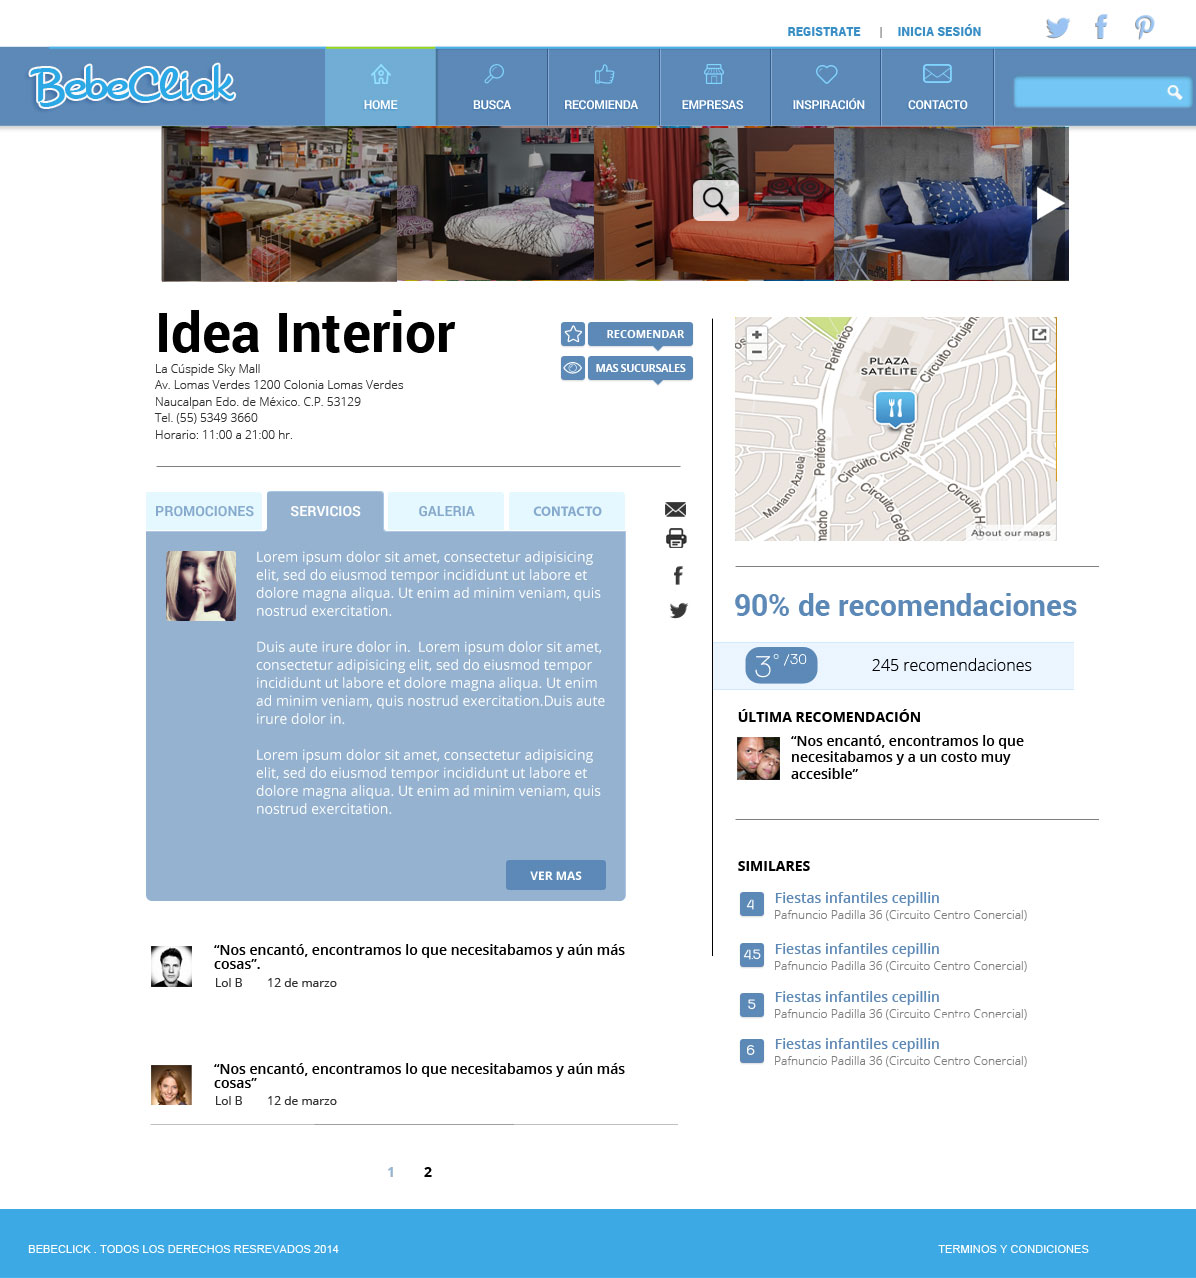 REGISTRATE | INICIA SESIÓN
BebeClick
HOME
BUSCA
RECOMIENDA
EMPRESAS
INSPIRACIÓN
CONTACTO
Idea Interior
La Cúspide Sky Mall
Av. Lomas Verdes 1200 Colonia Lomas Verdes
Naucalpan Edo. de México. C.P. 53129
Tel. (55) 5349 3660
Horario: 11:00 a 21:00 hr.
RECOMENDAR
MAS SUCURSALES
PROMOCIONES
SERVICIOS
GALERIA
CONTACTO
Lorem ipsum dolor sit amet, consectetur adipisicing
elit, sed do eiusmod tempor incididunt ut labore et
dolore magna aliqua. Ut enim ad minim veniam, quis
nostrud exercitation.
Duis aute irure dolor in.  Lorem ipsum dolor sit amet,
consectetur adipisicing elit, sed do eiusmod tempor
incididunt ut labore et dolore magna aliqua. Ut enim
ad minim veniam, quis nostrud exercitation.Duis aute
irure dolor in.
Lorem ipsum dolor sit amet, consectetur adipisicing
elit, sed do eiusmod tempor incididunt ut labore et
dolore magna aliqua. Ut enim ad minim veniam, quis
nostrud exercitation.
VER MAS
“Nos encantó, encontramos lo que necesitabamos y aún más
cosas”.
Lol B 12 de marzo
“Nos encantó, encontramos lo que necesitabamos y aún más
cosas”
Lol B 12 de marzo
1 2
Periférico
Circuito Cirujanos
PLAZA
SATÉLITE
Periférico
Circuito Cirujanos
Mariano Azuela
Circuito Geóg
Circuito H
macho
About our maps
90% de recomendaciones
3° /30
245 recomendaciones
ÚLTIMA RECOMENDACIÓN
“Nos encantó, encontramos lo que
necesitabamos y a un costo muy
accesible”
SIMILARES
4
Fiestas infantiles cepillin
Pafnuncio Padilla 36 (Circuito Centro Comercial)
4.5
Fiestas infantiles cepillin
Pafnuncio Padilla 36 (Circuito Centro Comercial)
5
Fiestas infantiles cepillin
Pafnuncio Padilla 36 (Circuito Centro Comercial)
6
Fiestas infantiles cepillin
Pafnuncio Padilla 36 (Circuito Centro Comercial)
BEBECLICK . TODOS LOS DERECHOS RESREVADOS 2014
TERMINOS Y CONDICIONES